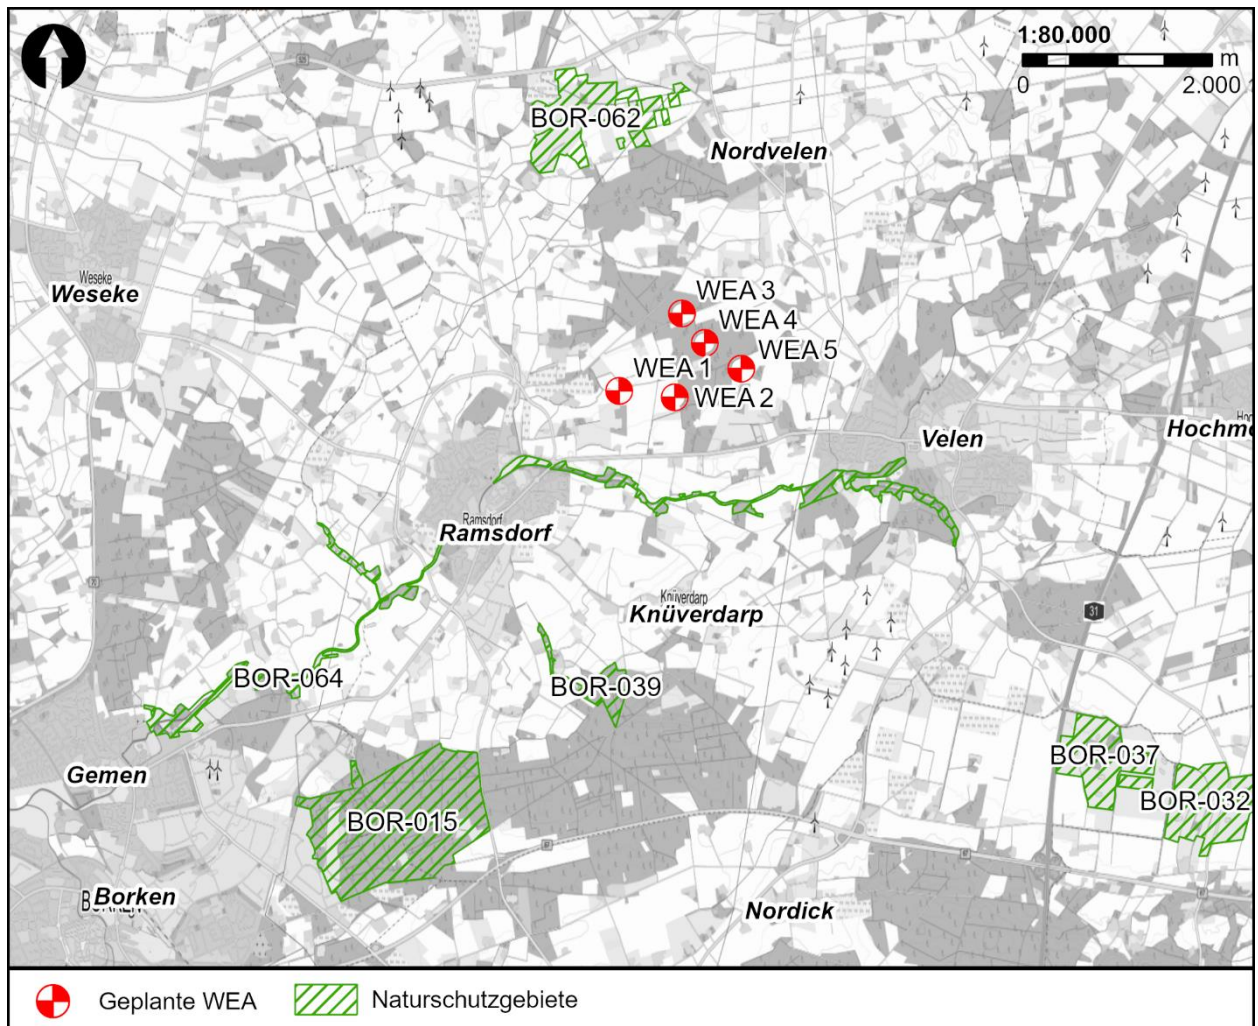 1:80.000
m
0
2.000
BOR-062
Nordvelen
Weseke
Weseke
WEA 3
WEA 4
WEA 5
WEA 1
WEA 2
Velen
Hochm
Ramsdorf
Ramsdorf
Knüverdarp
Knüverdarp
31
BOR-064
BOR-039
BOR-037
BOR-032
Gemen
BOR-015
Borken
Nordick
Geplante WEA
Naturschutzgebiete